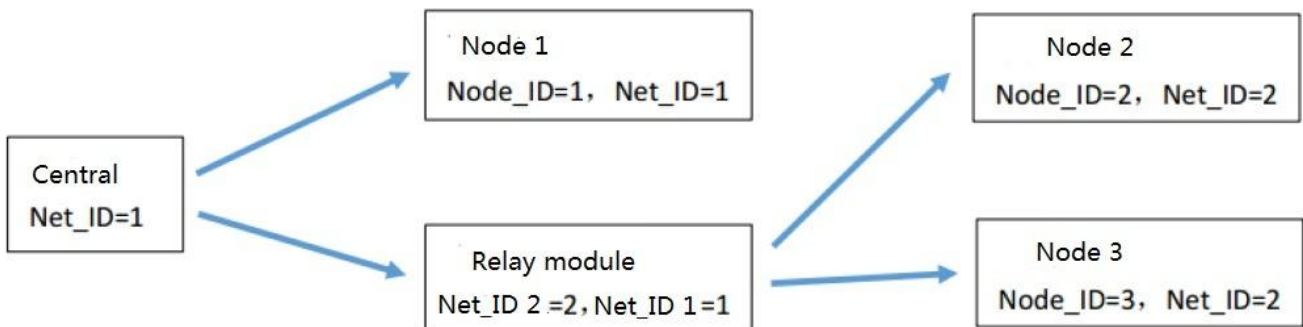 Central
Net_ID=1
Node 1
Node_ID=1，Net_ID=1
Relay module
Net_ID 2 =2，Net_ID 1 =1
Node 2
Node_ID=2，Net_ID=2
Node 3
Node_ID=3，Net_ID=2